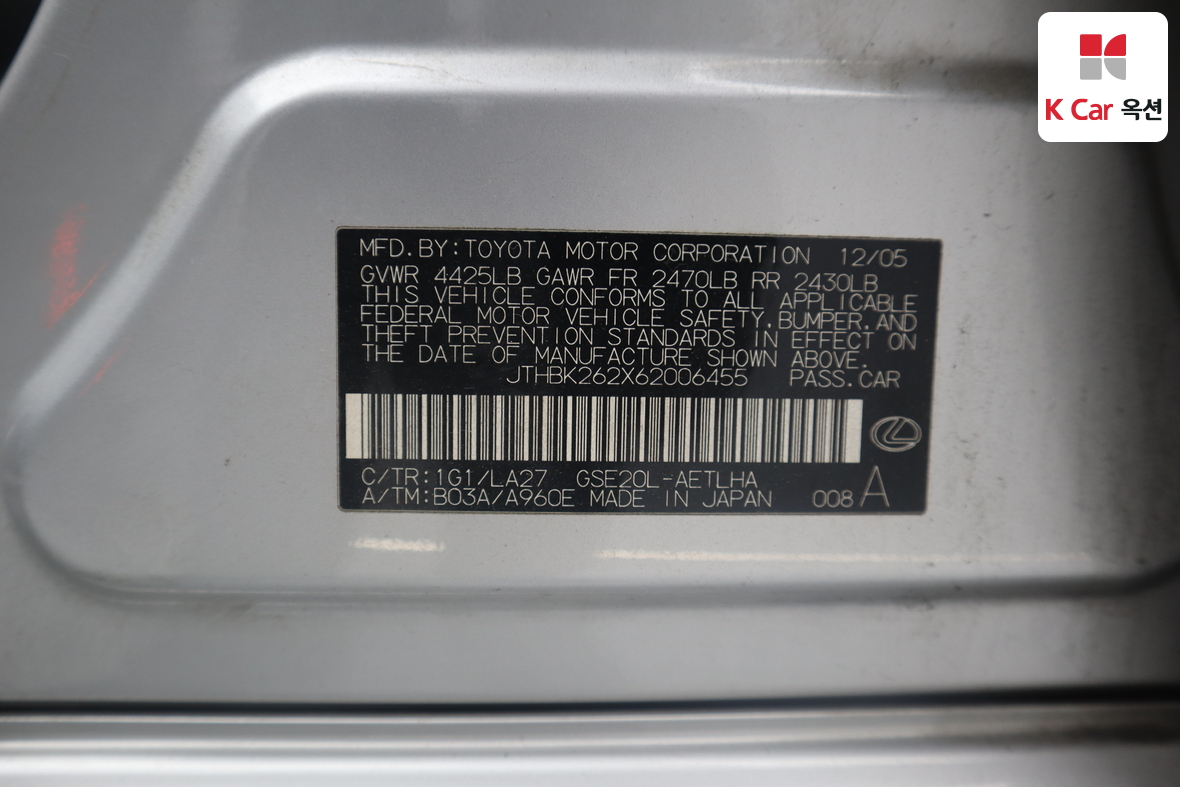 K Car 옥션
MFD.BY:TOYOTA MOTOR CORPORATION 12/05
GVWR 4425LB GAWR FR 2470LB RR 2430LB
THIS VEHICLE CONFORMS TO ALL APPLICABLE
FEDERAL MOTOR VEHICLE SAFETY,BUMPER,AND
THEFT PREVENTION STANDARDS IN EFFECT ON
THE DATE OF MANUFACTURE SHOWN ABOVE.
JTHBK262X62006455 PASS.CAR
C/TR:1G1/LA27 GSE20L-AETLHA
A/TM:B03A/A960E MADE IN JAPAN 008 A